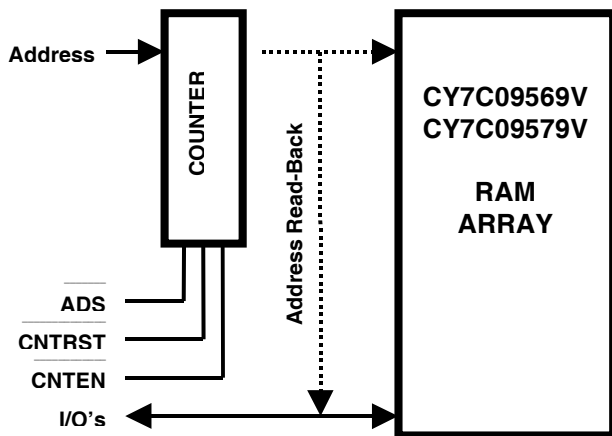 Address
COUNTER
Address Read-Back
CY7C09569V
CY7C09579V
RAM
ARRAY
ADS
CNTRST
CNTEN
I/O's